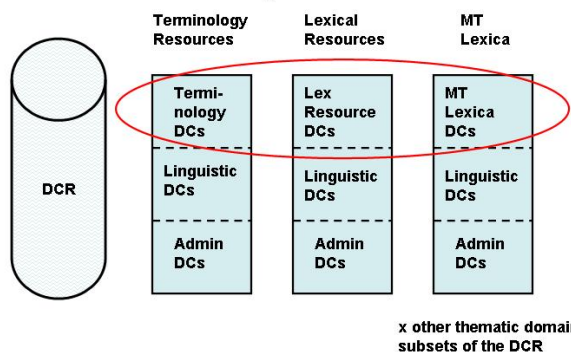 Terminology
Resources
Lexical
Resources
MT
Lexica
Termi-
nology
DCs
Lex
Resource
DCs
MT
Lexica
DCs
DCR
Linguistic
DCs
Linguistic
DCs
Linguistic
DCs
Admin
DCs
Admin
DCs
Admin
DCs
x other thematic domai
subsets of the DCR